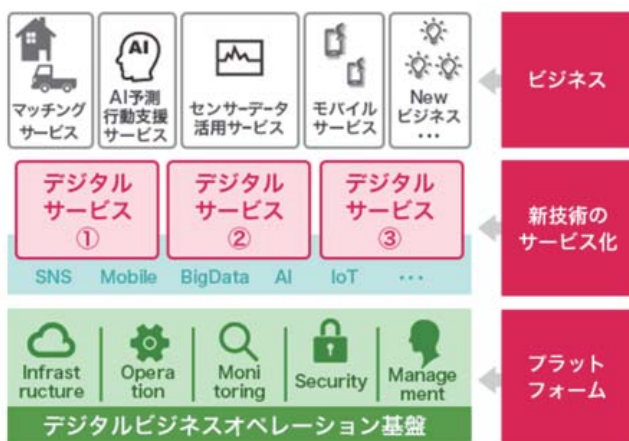 マッチング
サービス
AI
AI予測
行動支援
サービス
センサーデータ
活用サービス
モバイル
サービス
New
ビジネス
...
ビジネス
デジタル
サービス
①
デジタル
サービス
②
デジタル
サービス
③
新技術の
サービス化
SNS Mobile BigData AI IoT ...
Infrast
ructure
Opera
tion
Moni
toring
Security
Manage
ment
プラット
フォーム
デジタルビジネスオペレーション基盤